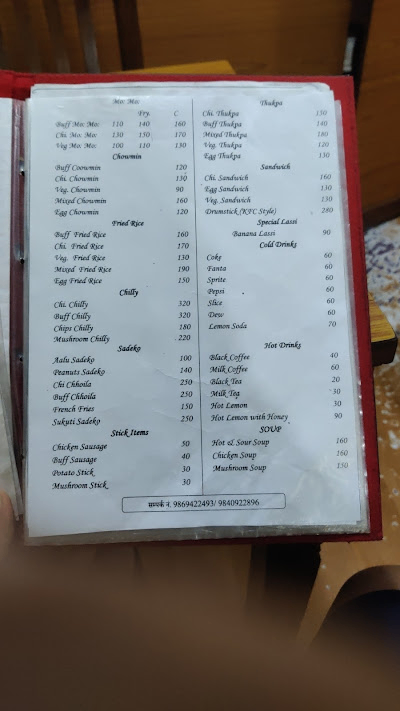 Mo: Mo:
Fry. C
Buff Mo: Mo: 110 140 160
Chi. Mo: Mo: 130 150 170
Veg Mo: Mo: 100 110 130
Chowmin
Buff Coowmin 120
Chi. Chowmin 130
Veg. Chowmin 90
Mixed Chowmin 160
Egg Chowmin 120
Fried Rice
Buff Fried Rice 160
Chi. Fried Rice 170
Veg. Fried Rice 130
Mixed Fried Rice 190
Egg Fried Rice 150
Chilly
Chi. Chilly 320
Buff Chilly 320
Chips Chilly 180
Mushroom Chilly 220
Sadeko
Aalu Sadeko 100
Peanuts Sadeko 140
Chi Chhoila 250
Buff Chhoila 250
French Fries 150
Sukuti Sadeko 250
Stick Items
Chicken Sausage 50
Buff Sausage 40
Potato Stick 30
Mushroom Stick 30
Thukpa
Chi. Thukpa 150
Buff Thukpa 140
Mixed Thukpa 180
Veg. Thukpa 120
Egg Thukpa 130
Sandwich
Chi. Sandwich 160
Egg Sandwich 130
Veg. Sandwich 130
Drumstick (KFC Style) 280
Special Lassi
Banana Lassi 90
Cold Drinks
Coke 60
Fanta 60
Sprite 60
Pepsi 60
Slice 60
Dew 60
Lemon Soda 70
Hot Drinks
Black Coffee 40
Milk Coffee 60
Black Tea 20
Milk Tea 30
Hot Lemon 30
Hot Lemon with Honey 90
SOUP
Hot & Sour Soup 160
Chicken Soup 160
Mushroom Soup 150
सम्पर्क नं. 9869422493/ 9840922896